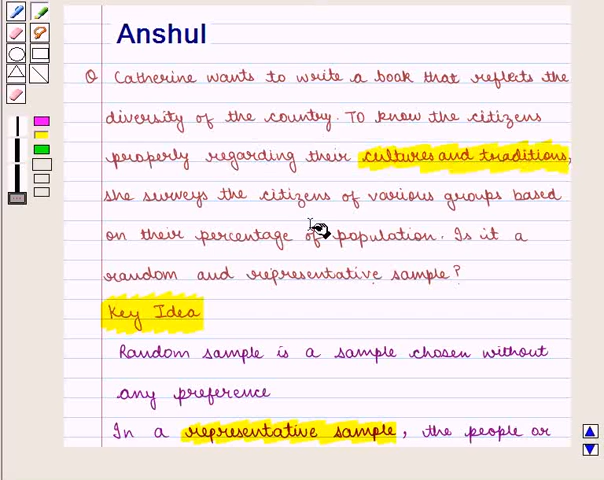 Anshul
Q Catherine wants to write a book that reflects the
diversity of the country. To know the citizens
properly regarding their cultures and traditions,
she surveys the citizens of various groups based
on their percentage of population. Is it a
random and representative sample?
Key Idea
Random sample is a sample chosen without
any preference
In a representative sample, the people or